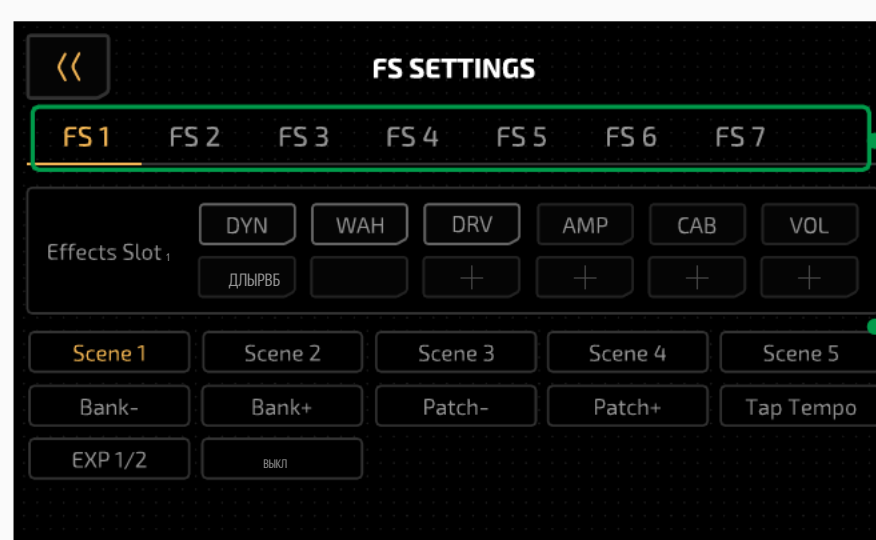 FS SETTINGS
FS 1 FS 2 FS 3 FS 4 FS 5 FS 6 FS 7
DYN WAH DRV AMP CAB VOL
Effects Slot 1
ДЛЫРВБ + + + +
Scene 1 Scene 2 Scene 3 Scene 4 Scene 5
Bank- Bank+ Patch- Patch+ Tap Tempo
EXP 1/2 ВЫКЛ